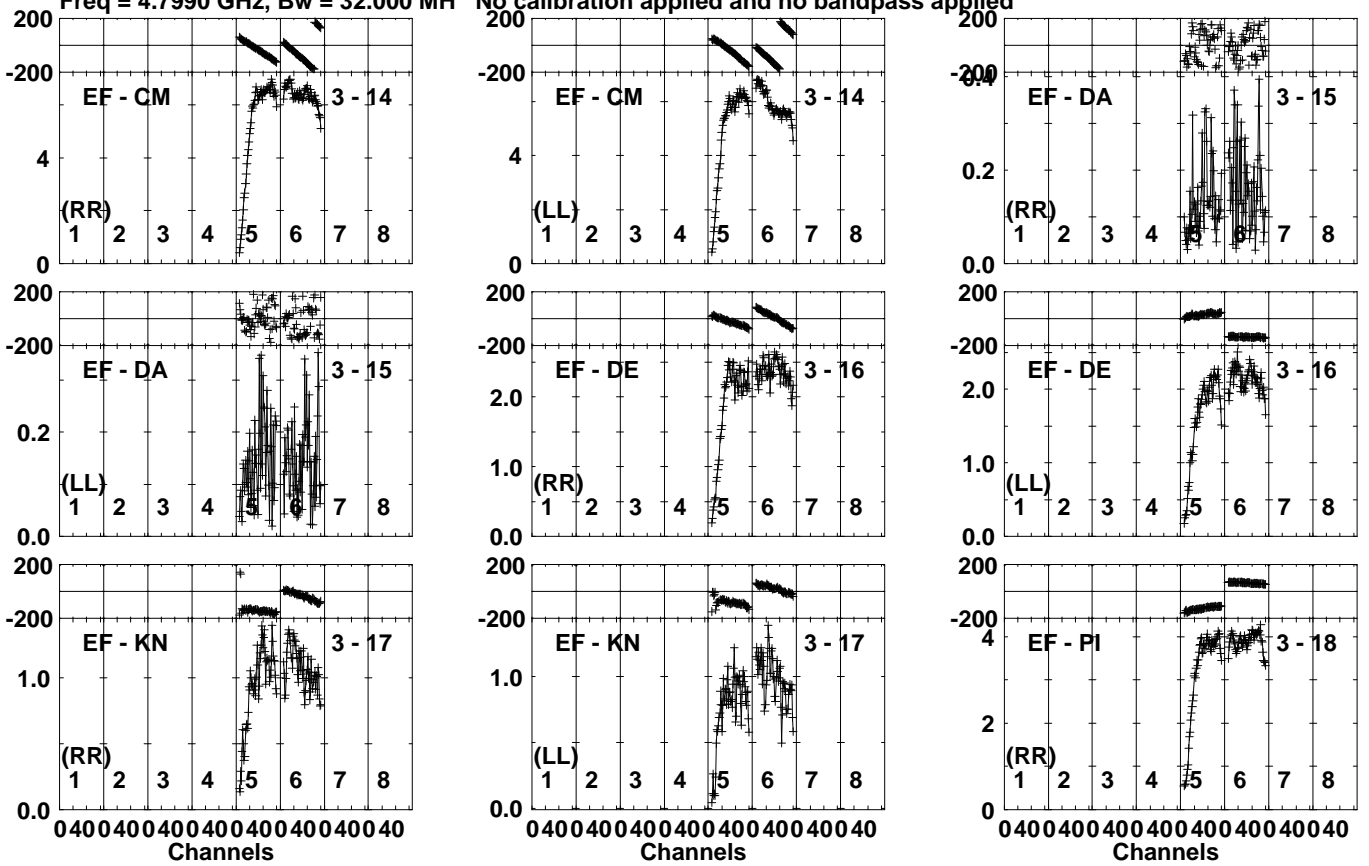 Freq = 4.7990 GHz, Bw = 32.000 MH No calibration applied and no bandpass applied
200
-200
EF - CM 3 - 14
4
(RR)
1 2 3 4 5 6 7 8
0
200
-200
EF - CM 3 - 14
4
(LL)
1 2 3 4 5 6 7 8
0
200
-200
0.4
EF - DA 3 - 15
0.2
(RR)
1 2 3 4 5 6 7 8
0.0
200
-200
EF - DA 3 - 15
0.2
(LL)
1 2 3 4 5 6 7 8
0.0
200
-200
EF - DE 3 - 16
2.0
1.0
(RR)
1 2 3 4 5 6 7 8
0.0
200
-200
EF - DE 3 - 16
2.0
1.0
(LL)
1 2 3 4 5 6 7 8
0.0
200
-200
EF - KN 3 - 17
1.0
(RR)
1 2 3 4 5 6 7 8
0.0
0 40 0 40 0 40 0 40 0 40 0 40 0 40 0 40
Channels
200
-200
EF - KN 3 - 17
1.0
(LL)
1 2 3 4 5 6 7 8
0.0
0 40 0 40 0 40 0 40 0 40 0 40 0 40 0 40
Channels
200
-200
4
EF - PI 3 - 18
2
(RR)
1 2 3 4 5 6 7 8
0
0 40 0 40 0 40 0 40 0 40 0 40 0 40 0 40
Channels